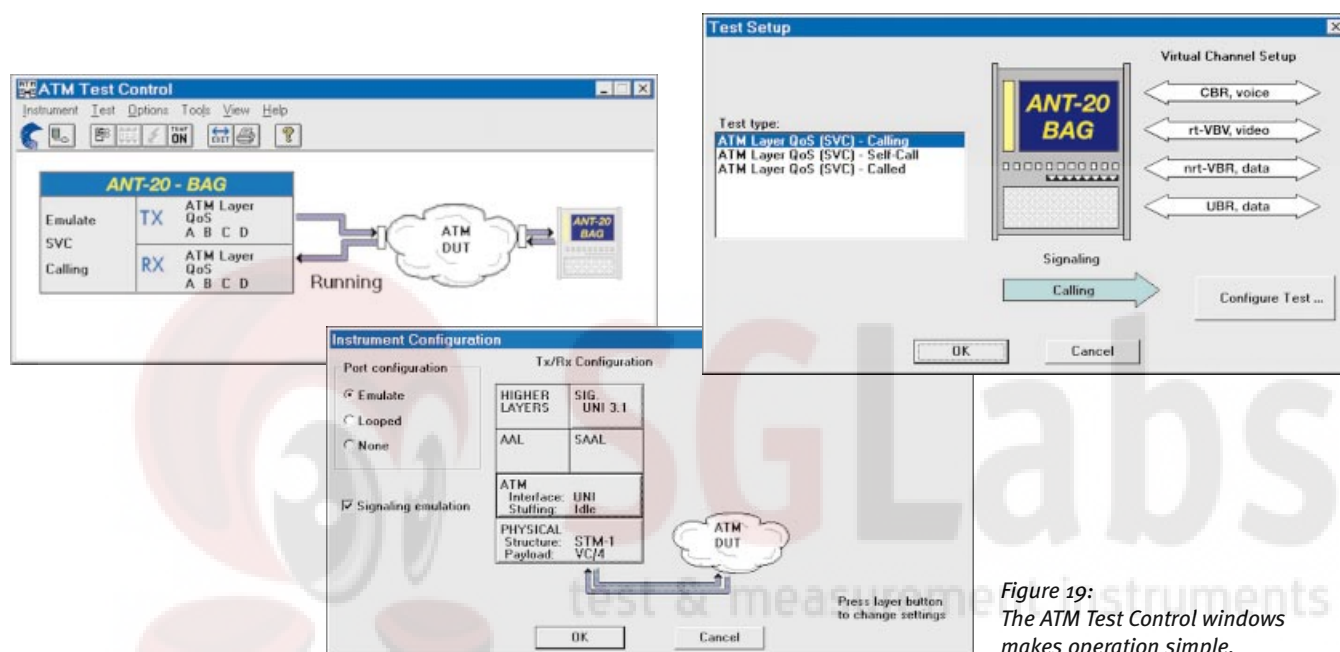 ATM Test Control
Instrument Test Options Tools View Help
TEST ON
EXIT
?
ANT-20 - BAG
Emulate
SVC
Calling
TX
ATM Layer
QoS
A B C D
RX
ATM Layer
QoS
A B C D
Running
ATM
DUT
ANT-20
BAG
Test Setup
Test type:
ATM Layer QoS (SVC) - Calling
ATM Layer QoS (SVC) - Self-Call
ATM Layer QoS (SVC) - Called
ANT-20
BAG
Virtual Channel Setup
CBR, voice
rt-VBV, video
nrt-VBR, data
UBR, data
Signaling
Calling
Configure Test ...
OK
Cancel
Instrument Configuration
Port configuration
Emulate
Looped
None
Signaling emulation
Tx/Rx Configuration
HIGHER
LAYERS
SIG.
UNI 3.1
AAL
SAAL
ATM
Interface: UNI
Stuffing: Idle
PHYSICAL
Structure: STM-1
Payload: VC/4
ATM
DUT
Press layer button
to change settings
OK
Cancel
SGLabs
test & measurement instruments
Figure 19:
The ATM Test Control windows
makes operation simple.